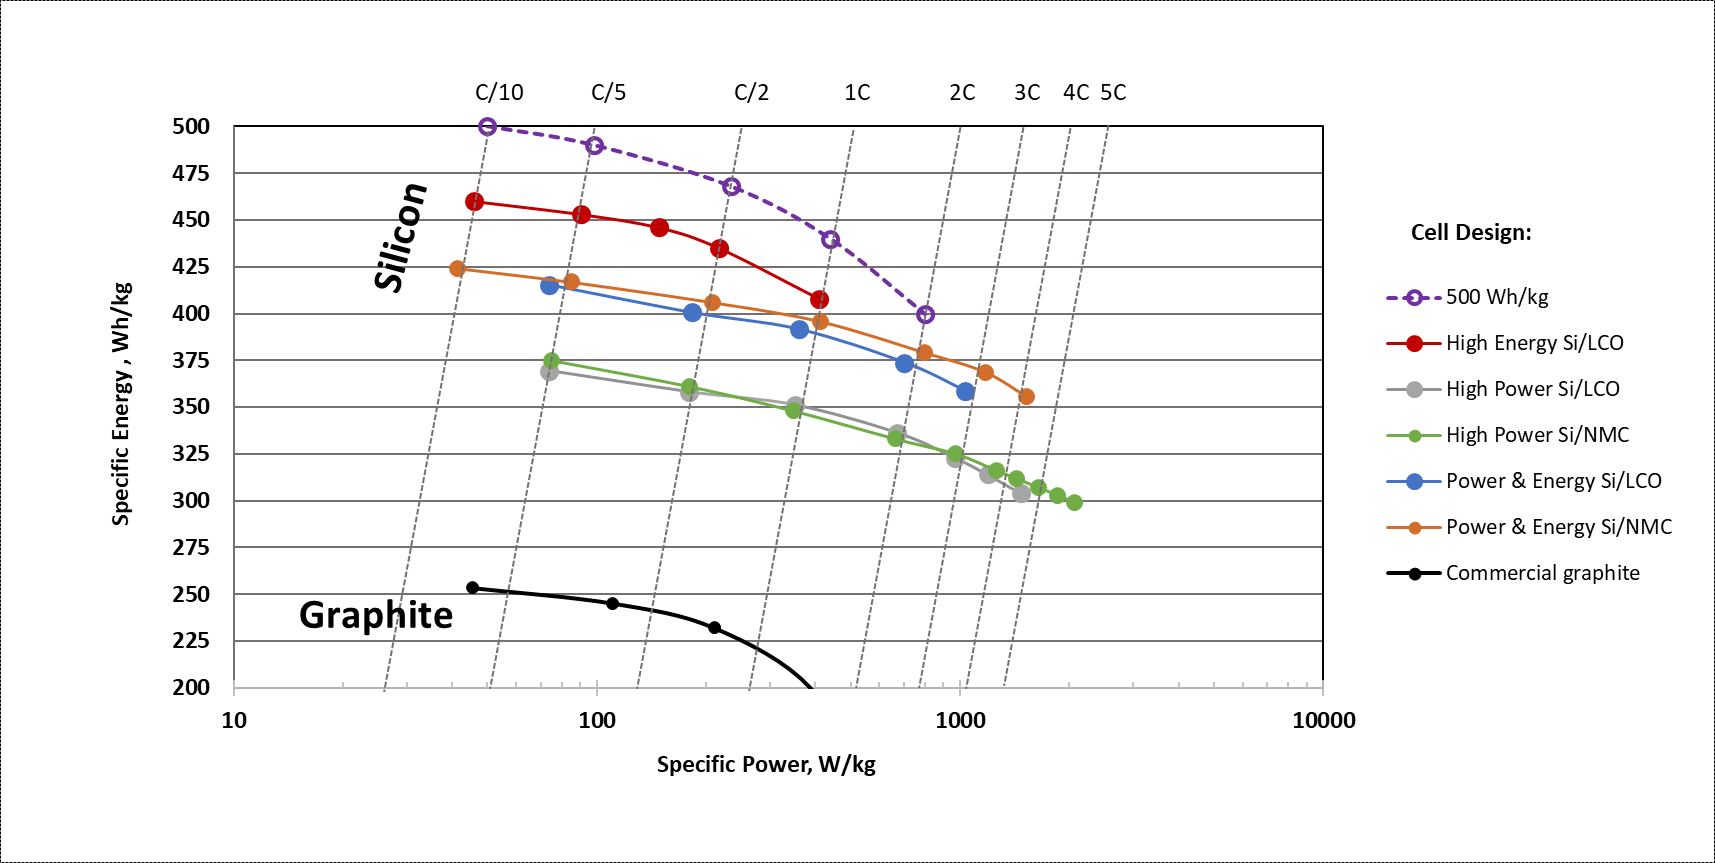 C/10 C/5 C/2 1C 2C 3C 4C 5C
500
475
450
425
400
375
350
325
300
275
250
225
200
Specific Energy , Wh/kg
Silicon
Graphite
10 100 1000 10000
Specific Power, W/kg
Cell Design:
500 Wh/kg
High Energy Si/LCO
High Power Si/LCO
High Power Si/NMC
Power & Energy Si/LCO
Power & Energy Si/NMC
Commercial graphite